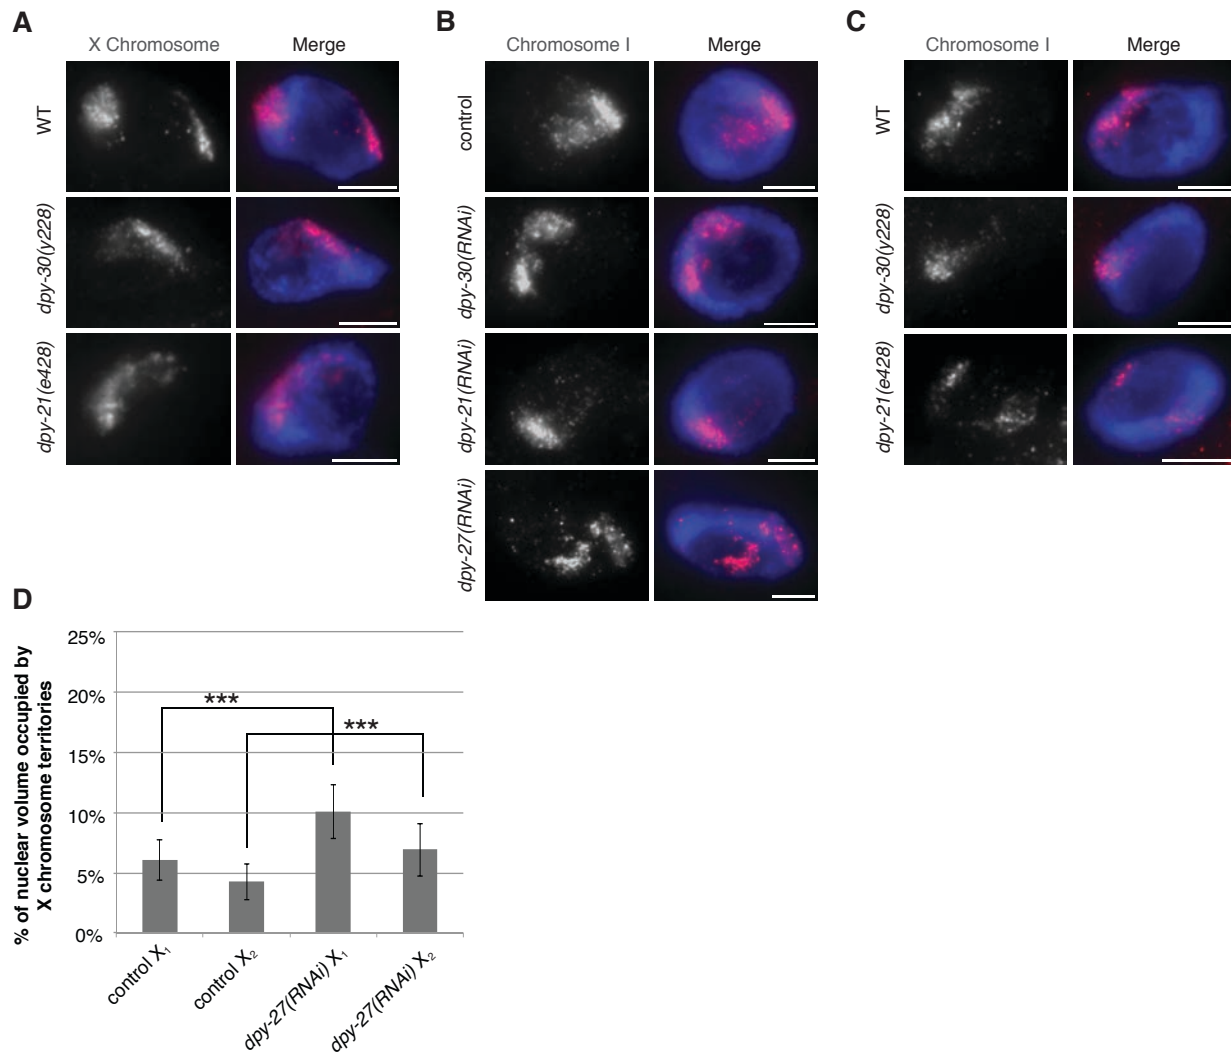 A
X Chromosome Merge
WT
dpy-30(y228)
dpy-21(e428)
B
Chromosome I Merge
control
dpy-30(RNAi)
dpy-21(RNAi)
dpy-27(RNAi)
C
Chromosome I Merge
WT
dpy-30(y228)
dpy-21(e428)
D
% of nuclear volume occupied by
X chromosome territories
25%
20%
15%
10%
5%
0%
***
***
control X₁
control X₂
dpy-27(RNAi) X₁
dpy-27(RNAi) X₂